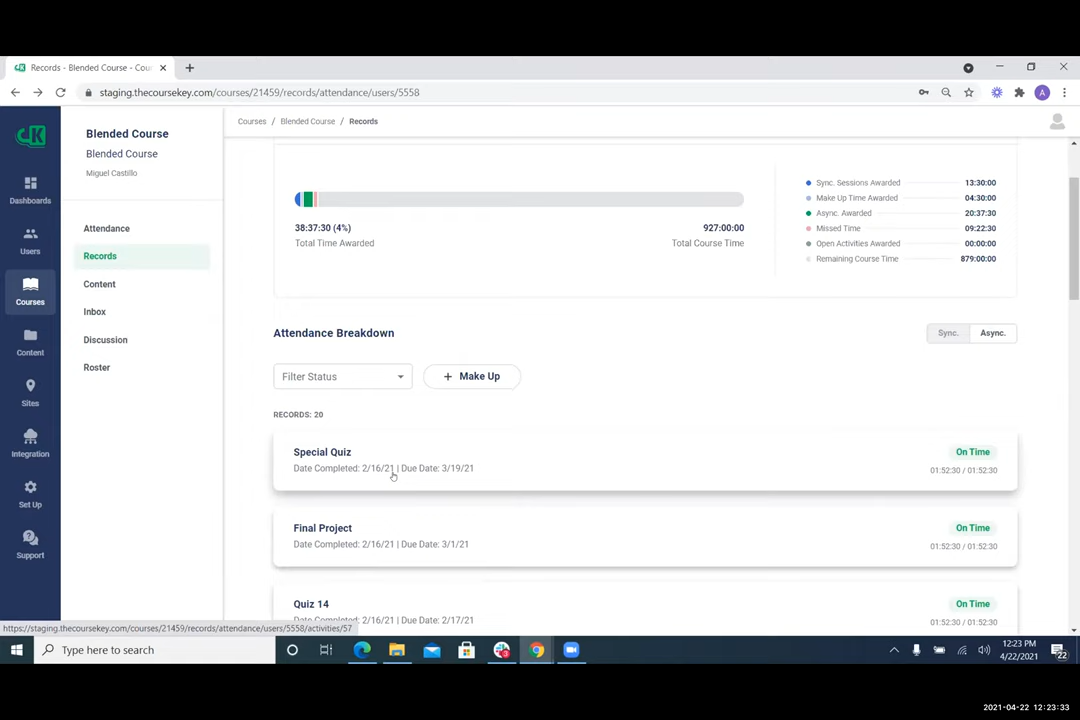 Records - Blended Course - Cou
staging.thecoursekey.com/courses/21459/records/attendance/users/5558
A
CK
Blended Course
Blended Course
Miguel Castillo
Courses / Blended Course / Records
Dashboards
Users
Courses
Content
Sites
Integration
Set Up
Support
Attendance
Records
Content
Inbox
Discussion
Roster
38:37:30 (4%)
Total Time Awarded
927:00:00
Total Course Time
Sync. Sessions Awarded 13:30:00
Make Up Time Awarded 04:30:00
Async. Awarded 20:37:30
Missed Time 09:22:30
Open Activities Awarded 00:00:00
Remaining Course Time 879:00:00
Attendance Breakdown
Sync. Async.
Filter Status
+ Make Up
RECORDS: 20
Special Quiz
Date Completed: 2/16/21 | Due Date: 3/19/21
On Time
01:52:30 / 01:52:30
Final Project
Date Completed: 2/16/21 | Due Date: 3/1/21
On Time
01:52:30 / 01:52:30
Quiz 14
Date Completed: 2/16/21 | Due Date: 2/17/21
On Time
01:52:30 / 01:52:30
https://staging.thecoursekey.com/courses/21459/records/attendance/users/5558/activities/57
Type here to search
12:23 PM
4/22/2021
22
2021-04-22 12:23:33